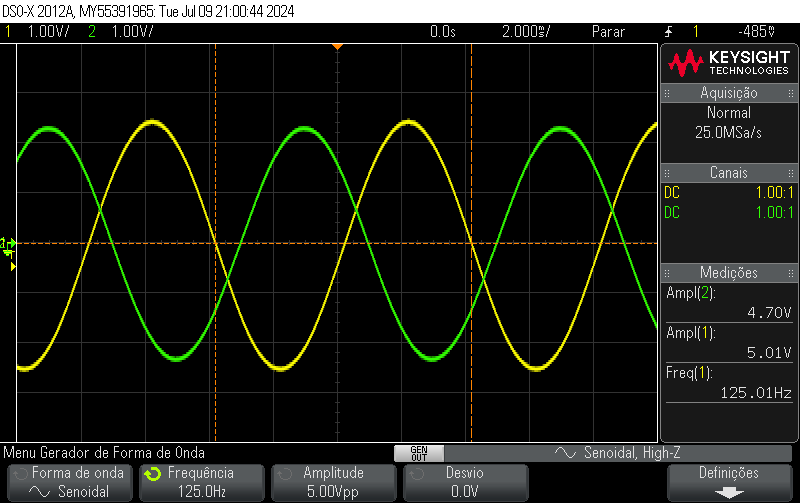 DSO-X 2012A, MY55391965: Tue Jul 09 21:00:44 2024
1 1.00V/ 2 1.00V/ 0.0s 2.000ms/ Parar 1 -485mV
KEYSIGHT
TECHNOLOGIES
Aquisição
Normal
25.0MSa/s
Canais
DC 1.00:1
DC 1.00:1
Medições
Ampl(2):
4.70V
Ampl(1):
5.01V
Freq(1):
125.01Hz
Menu Gerador de Forma de Onda
GEN
OUT
Senoidal, High-Z
Forma de onda
Senoidal
Frequência
125.0Hz
Amplitude
5.00Vpp
Desvio
0.0V
Definições